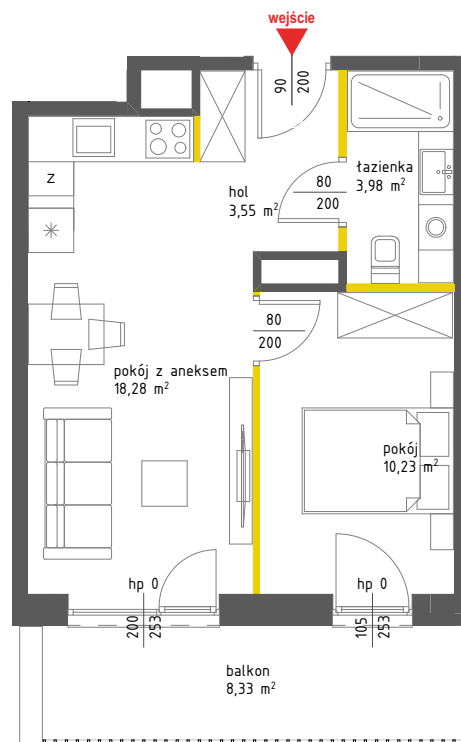 wejście
90
200
łazienka
3,98 m²
80
200
hol
3,55 m²
Z
80
200
pokój z aneksem
18,28 m²
pokój
10,23 m²
hp 0
hp 0
200
253
105
253
balkon
8,33 m²